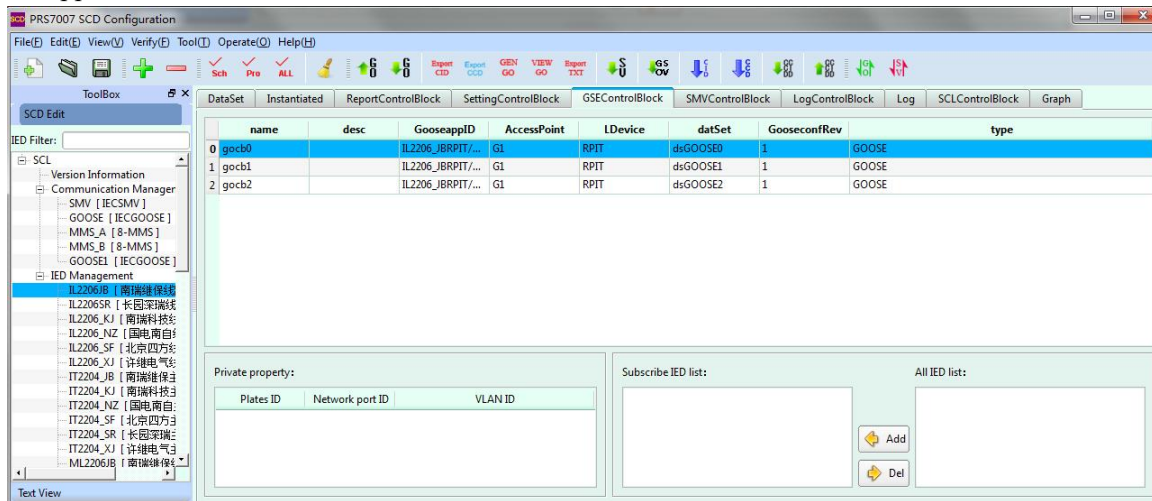 SCD PRS7007 SCD Configuration
File(F) Edit(E) View(V) Verify(F) Tool(T) Operate(O) Help(H)
Sch Pro ALL Export CID Export CCD GEN GO VIEW GO Export TXT
ToolBox
DataSet Instantiated ReportControlBlock SettingControlBlock GSEControlBlock SMVControlBlock LogControlBlock Log SCLControlBlock Graph
SCD Edit
IED Filter:
name desc GooseappID AccessPoint LDevice datSet GooseconfRev type
0 gocb0 IL2206_JBRPIT/... G1 RPIT dsGOOSE0 1 GOOSE
1 gocb1 IL2206_JBRPIT/... G1 RPIT dsGOOSE1 1 GOOSE
2 gocb2 IL2206_JBRPIT/... G1 RPIT dsGOOSE2 1 GOOSE
SCL
Version Information
Communication Manager
SMV [ IECSMV ]
GOOSE [ IECGOOSE ]
MMS_A [ 8-MMS ]
MMS_B [ 8-MMS ]
GOOSE1 [ IECGOOSE ]
IED Management
IL2206JB [ 南瑞继保线
IL2206SR [ 长园深瑞线
IL2206_KJ [ 南瑞科技线
IL2206_NZ [ 国电南自线
IL2206_SF [ 北京四方线
IL2206_XJ [ 许继电气线
IT2204_JB [ 南瑞继保主
IT2204_KJ [ 南瑞科技主
IT2204_NZ [ 国电南自
IT2204_SF [ 北京四方主
IT2204_SR [ 长园深瑞主
IT2204_XJ [ 许继电气主
ML2206JB [ 南瑞继保线
Text View
Private property:
Plates ID Network port ID VLAN ID
Subscribe IED list:
All IED list:
Add
Del